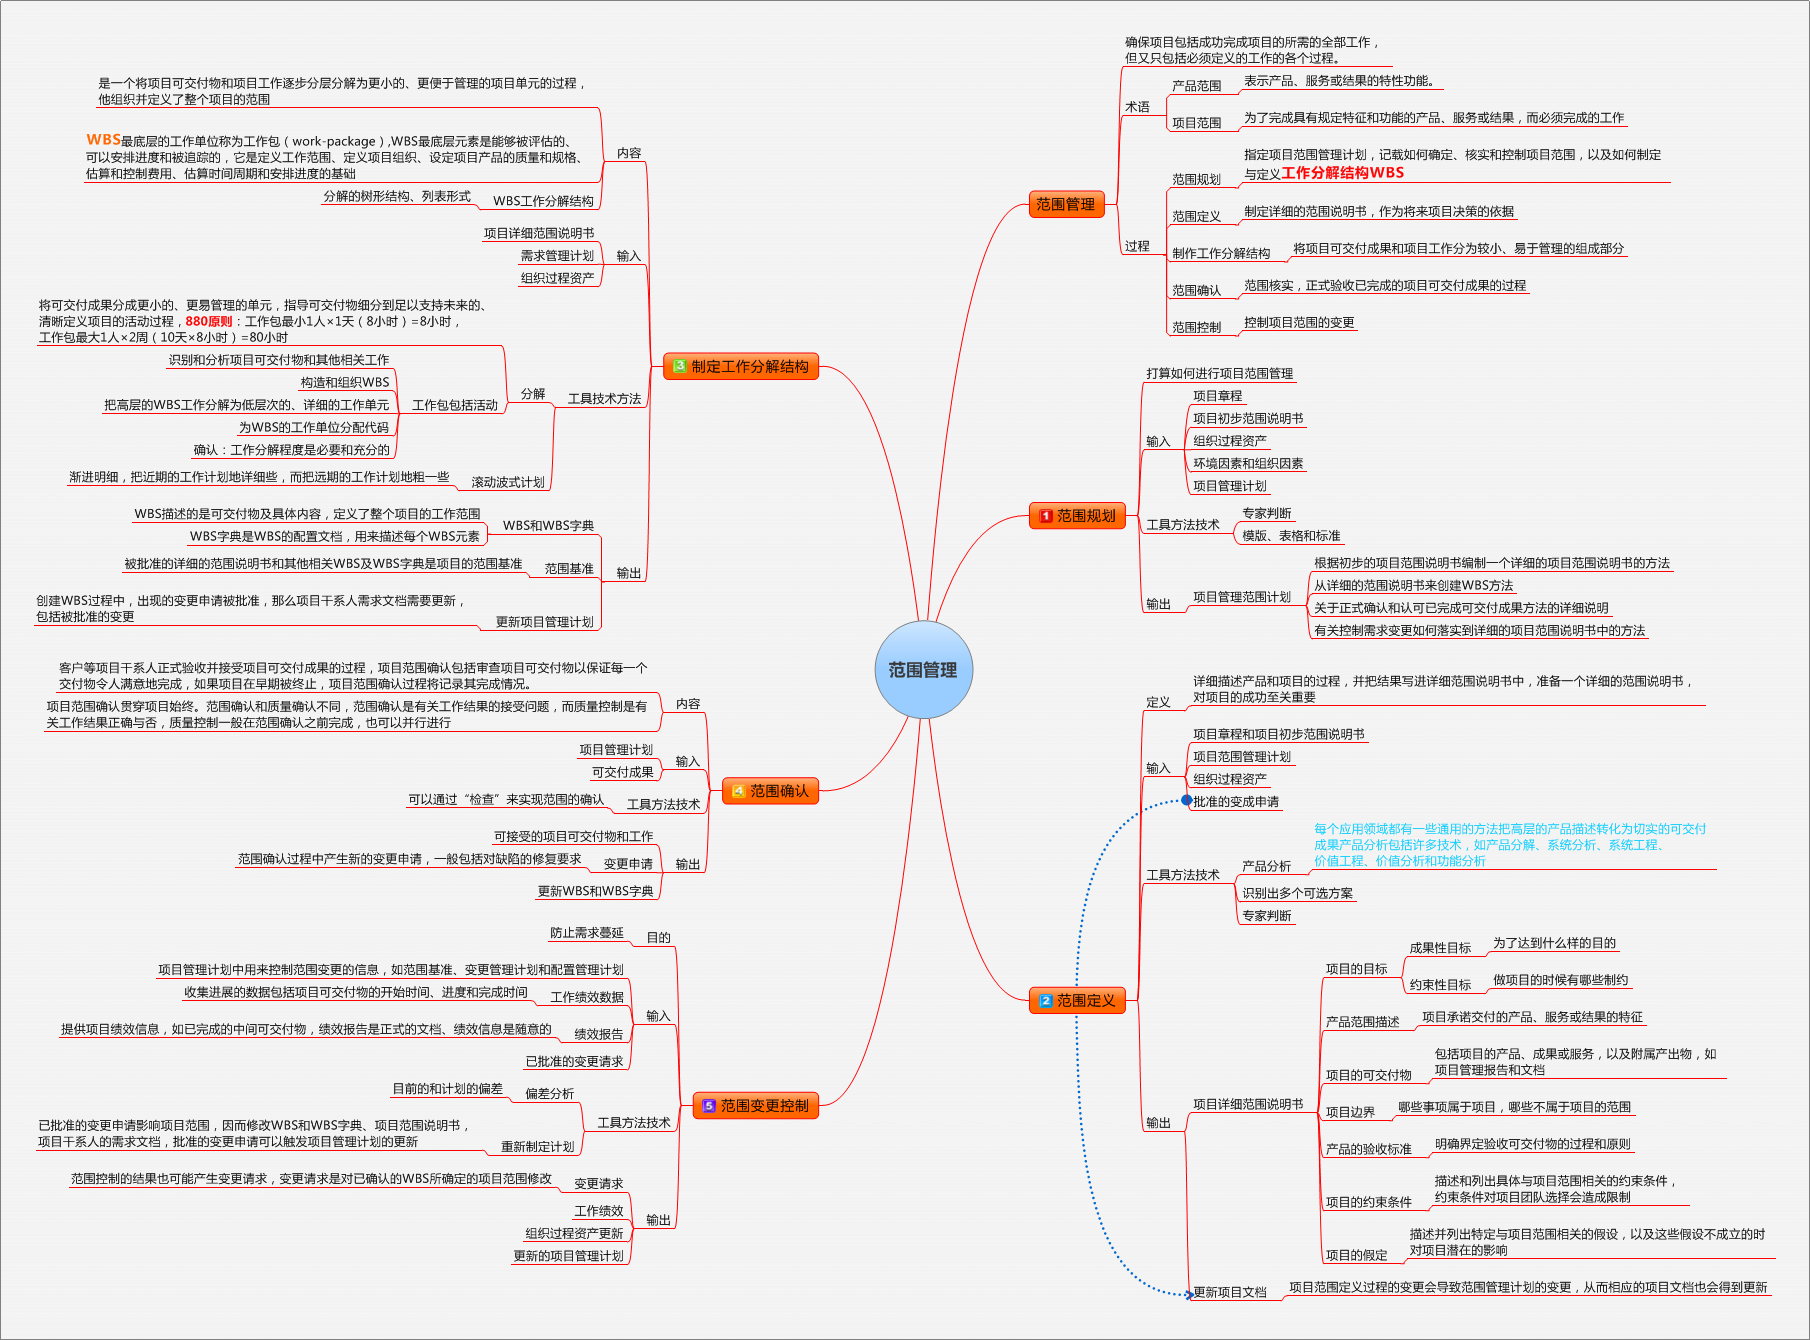 范围管理
范围管理
确保项目包括成功完成项目的所需的全部工作，
但又只包括必须定义的工作的各个过程。
术语
产品范围
表示产品、服务或结果的特性功能。
项目范围
为了完成具有规定特征和功能的产品、服务或结果，而必须完成的工作
过程
范围规划
指定项目范围管理计划，记载如何确定、核实和控制项目范围，以及如何制定
与定义工作分解结构WBS
范围定义
制定详细的范围说明书，作为将来项目决策的依据
制作工作分解结构
将项目可交付成果和项目工作分为较小、易于管理的组成部分
范围确认
范围核实，正式验收已完成的项目可交付成果的过程
范围控制
控制项目范围的变更
1 范围规划
打算如何进行项目范围管理
输入
项目章程
项目初步范围说明书
组织过程资产
环境因素和组织因素
项目管理计划
工具方法技术
专家判断
模版、表格和标准
输出
项目管理范围计划
根据初步的项目范围说明书编制一个详细的项目范围说明书的方法
从详细的范围说明书来创建WBS方法
关于正式确认和认可已完成可交付成果方法的详细说明
有关控制需求变更如何落实到详细的项目范围说明书中的方法
2 范围定义
定义
详细描述产品和项目的过程，并把结果写进详细范围说明书中，准备一个详细的范围说明书，
对项目的成功至关重要
输入
项目章程和项目初步范围说明书
项目范围管理计划
组织过程资产
批准的变成申请
工具方法技术
产品分析
每个应用领域都有一些通用的方法把高层的产品描述转化为切实的可交付
成果产品分析包括许多技术，如产品分解、系统分析、系统工程、
价值工程、价值分析和功能分析
识别出多个可选方案
专家判断
输出
项目详细范围说明书
项目的目标
成果性目标
为了达到什么样的目的
约束性目标
做项目的时候有哪些制约
产品范围描述
项目承诺交付的产品、服务或结果的特征
项目的可交付物
包括项目的产品、成果或服务，以及附属产出物，如
项目管理报告和文档
项目边界
哪些事项属于项目，哪些不属于项目的范围
产品的验收标准
明确界定验收可交付物的过程和原则
项目的约束条件
描述和列出具体与项目范围相关的约束条件，
约束条件对项目团队选择会造成限制
项目的假定
描述并列出特定与项目范围相关的假设，以及这些假设不成立的时
对项目潜在的影响
更新项目文档
项目范围定义过程的变更会导致范围管理计划的变更，从而相应的项目文档也会得到更新
3 制定工作分解结构
内容
是一个将项目可交付物和项目工作逐步分层分解为更小的、更便于管理的项目单元的过程，
他组织并定义了整个项目的范围
WBS最底层的工作单位称为工作包（work-package）,WBS最底层元素是能够被评估的、
可以安排进度和被追踪的，它是定义工作范围、定义项目组织、设定项目产品的质量和规格、
估算和控制费用、估算时间周期和安排进度的基础
WBS工作分解结构
分解的树形结构、列表形式
输入
项目详细范围说明书
需求管理计划
组织过程资产
工具技术方法
分解
将可交付成果分成更小的、更易管理的单元，指导可交付物细分到足以支持未来的、
清晰定义项目的活动过程，880原则：工作包最小1人×1天（8小时）=8小时，
工作包最大1人×2周（10天×8小时）=80小时
工作包包括活动
识别和分析项目可交付物和其他相关工作
构造和组织WBS
把高层的WBS工作分解为低层次的、详细的工作单元
为WBS的工作单位分配代码
确认：工作分解程度是必要和充分的
滚动波式计划
渐进明细，把近期的工作计划地详细些，而把远期的工作计划地粗一些
输出
WBS和WBS字典
WBS描述的是可交付物及具体内容，定义了整个项目的工作范围
WBS字典是WBS的配置文档，用来描述每个WBS元素
范围基准
被批准的详细的范围说明书和其他相关WBS及WBS字典是项目的范围基准
更新项目管理计划
创建WBS过程中，出现的变更申请被批准，那么项目干系人需求文档需要更新，
包括被批准的变更
4 范围确认
内容
客户等项目干系人正式验收并接受项目可交付成果的过程，项目范围确认包括审查项目可交付物以保证每一个
交付物令人满意地完成，如果项目在早期被终止，项目范围确认过程将记录其完成情况。
项目范围确认贯穿项目始终。范围确认和质量确认不同，范围确认是有关工作结果的接受问题，而质量控制是有
关工作结果正确与否，质量控制一般在范围确认之前完成，也可以并行进行
输入
项目管理计划
可交付成果
工具方法技术
可以通过“检查”来实现范围的确认
输出
可接受的项目可交付物和工作
变更申请
范围确认过程中产生新的变更申请，一般包括对缺陷的修复要求
更新WBS和WBS字典
5 范围变更控制
目的
防止需求蔓延
输入
项目管理计划中用来控制范围变更的信息，如范围基准、变更管理计划和配置管理计划
工作绩效数据
收集进展的数据包括项目可交付物的开始时间、进度和完成时间
绩效报告
提供项目绩效信息，如已完成的中间可交付物，绩效报告是正式的文档、绩效信息是随意的
已批准的变更请求
工具方法技术
偏差分析
目前的和计划的偏差
重新制定计划
已批准的变更申请影响项目范围，因而修改WBS和WBS字典、项目范围说明书，
项目干系人的需求文档，批准的变更申请可以触发项目管理计划的更新
输出
变更请求
范围控制的结果也可能产生变更请求，变更请求是对已确认的WBS所确定的项目范围修改
工作绩效
组织过程资产更新
更新的项目管理计划